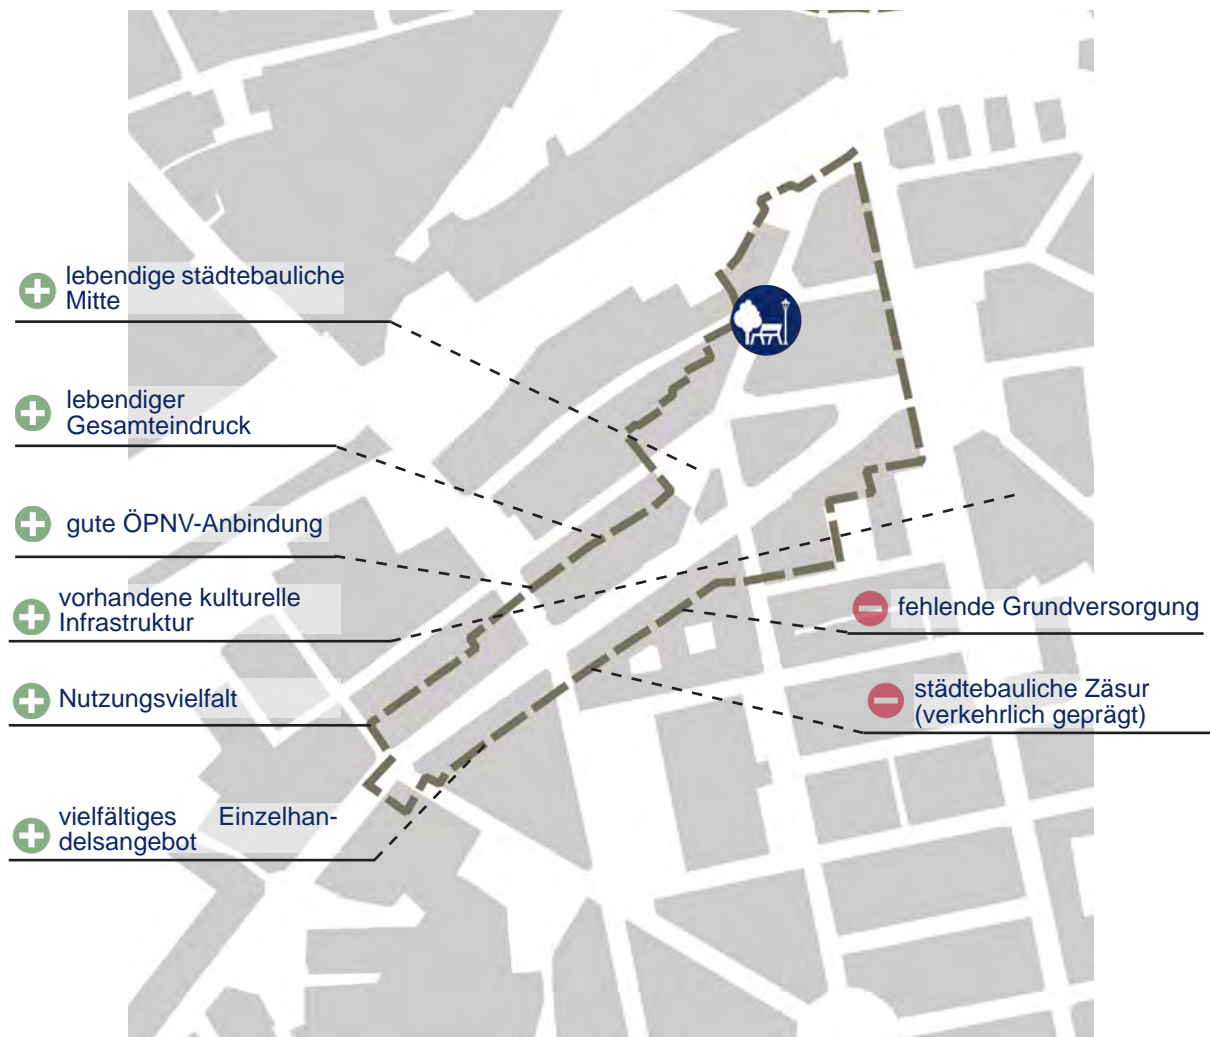 lebendige städtebauliche
Mitte
lebendiger
Gesamteindruck
gute ÖPNV-Anbindung
vorhandene kulturelle
Infrastruktur
Nutzungsvielfalt
vielfältiges Einzelhan-
delsangebot
fehlende Grundversorgung
städtebauliche Zäsur
(verkehrlich geprägt)